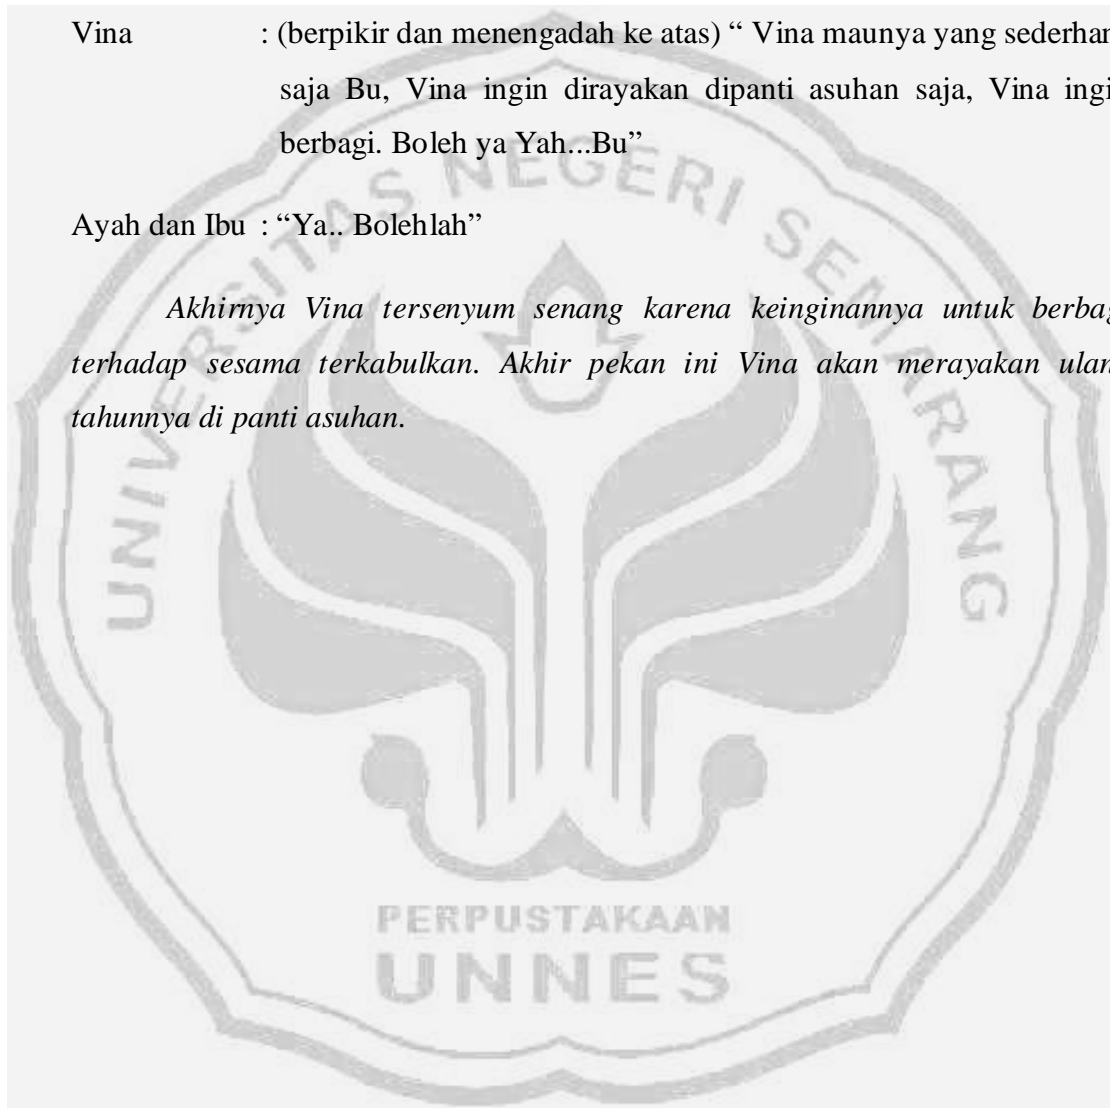 Vina : (berpikir dan menengadah ke atas) “ Vina maunya yang sederhan
saja Bu, Vina ingin dirayakan dipanti asuhan saja, Vina ingi
berbagi. Boleh ya Yah...Bu”
Ayah dan Ibu : “Ya.. Bolehlah”
Akhirnya Vina tersenyum senang karena keinginannya untuk berbag
terhadap sesama terkabulkan. Akhir pekan ini Vina akan merayakan ulan
tahunnya di panti asuhan.
UNIVERSITAS NEGERI SEMARANG
PERPUSTAKAAN
UNNES